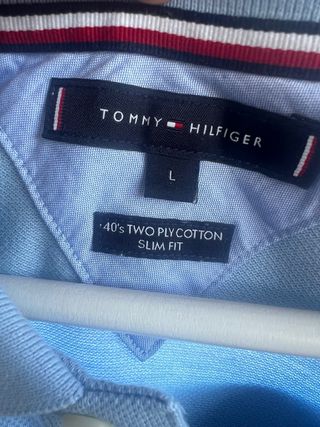 TOMMY HILFIGER
L
40's TWO PLY COTTON
SLIM FIT